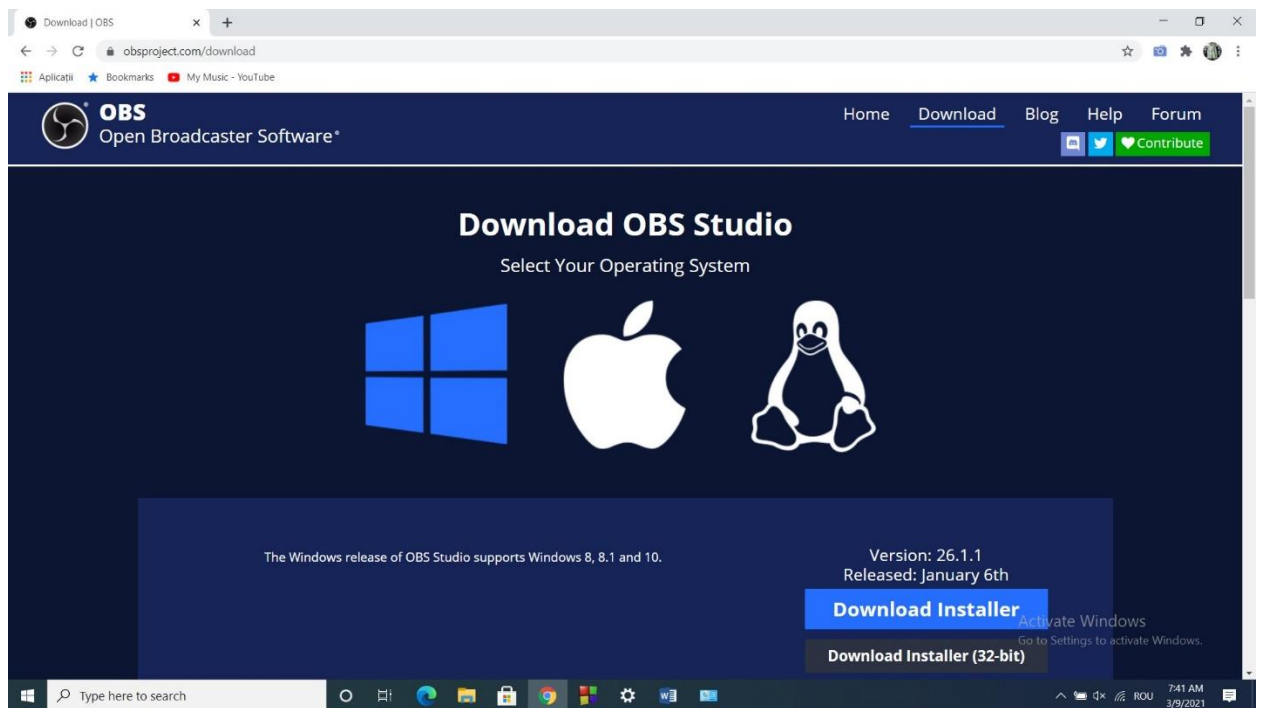 Download | OBS
obsproject.com/download
Aplicații Bookmarks My Music - YouTube
OBS
Open Broadcaster Software®
Home Download Blog Help Forum
Contribute
Download OBS Studio
Select Your Operating System
The Windows release of OBS Studio supports Windows 8, 8.1 and 10.
Version: 26.1.1
Released: January 6th
Download Installer
Download Installer (32-bit)
Activate Windows
Go to Settings to activate Windows.
Type here to search
ROU
7:41 AM
3/9/2021